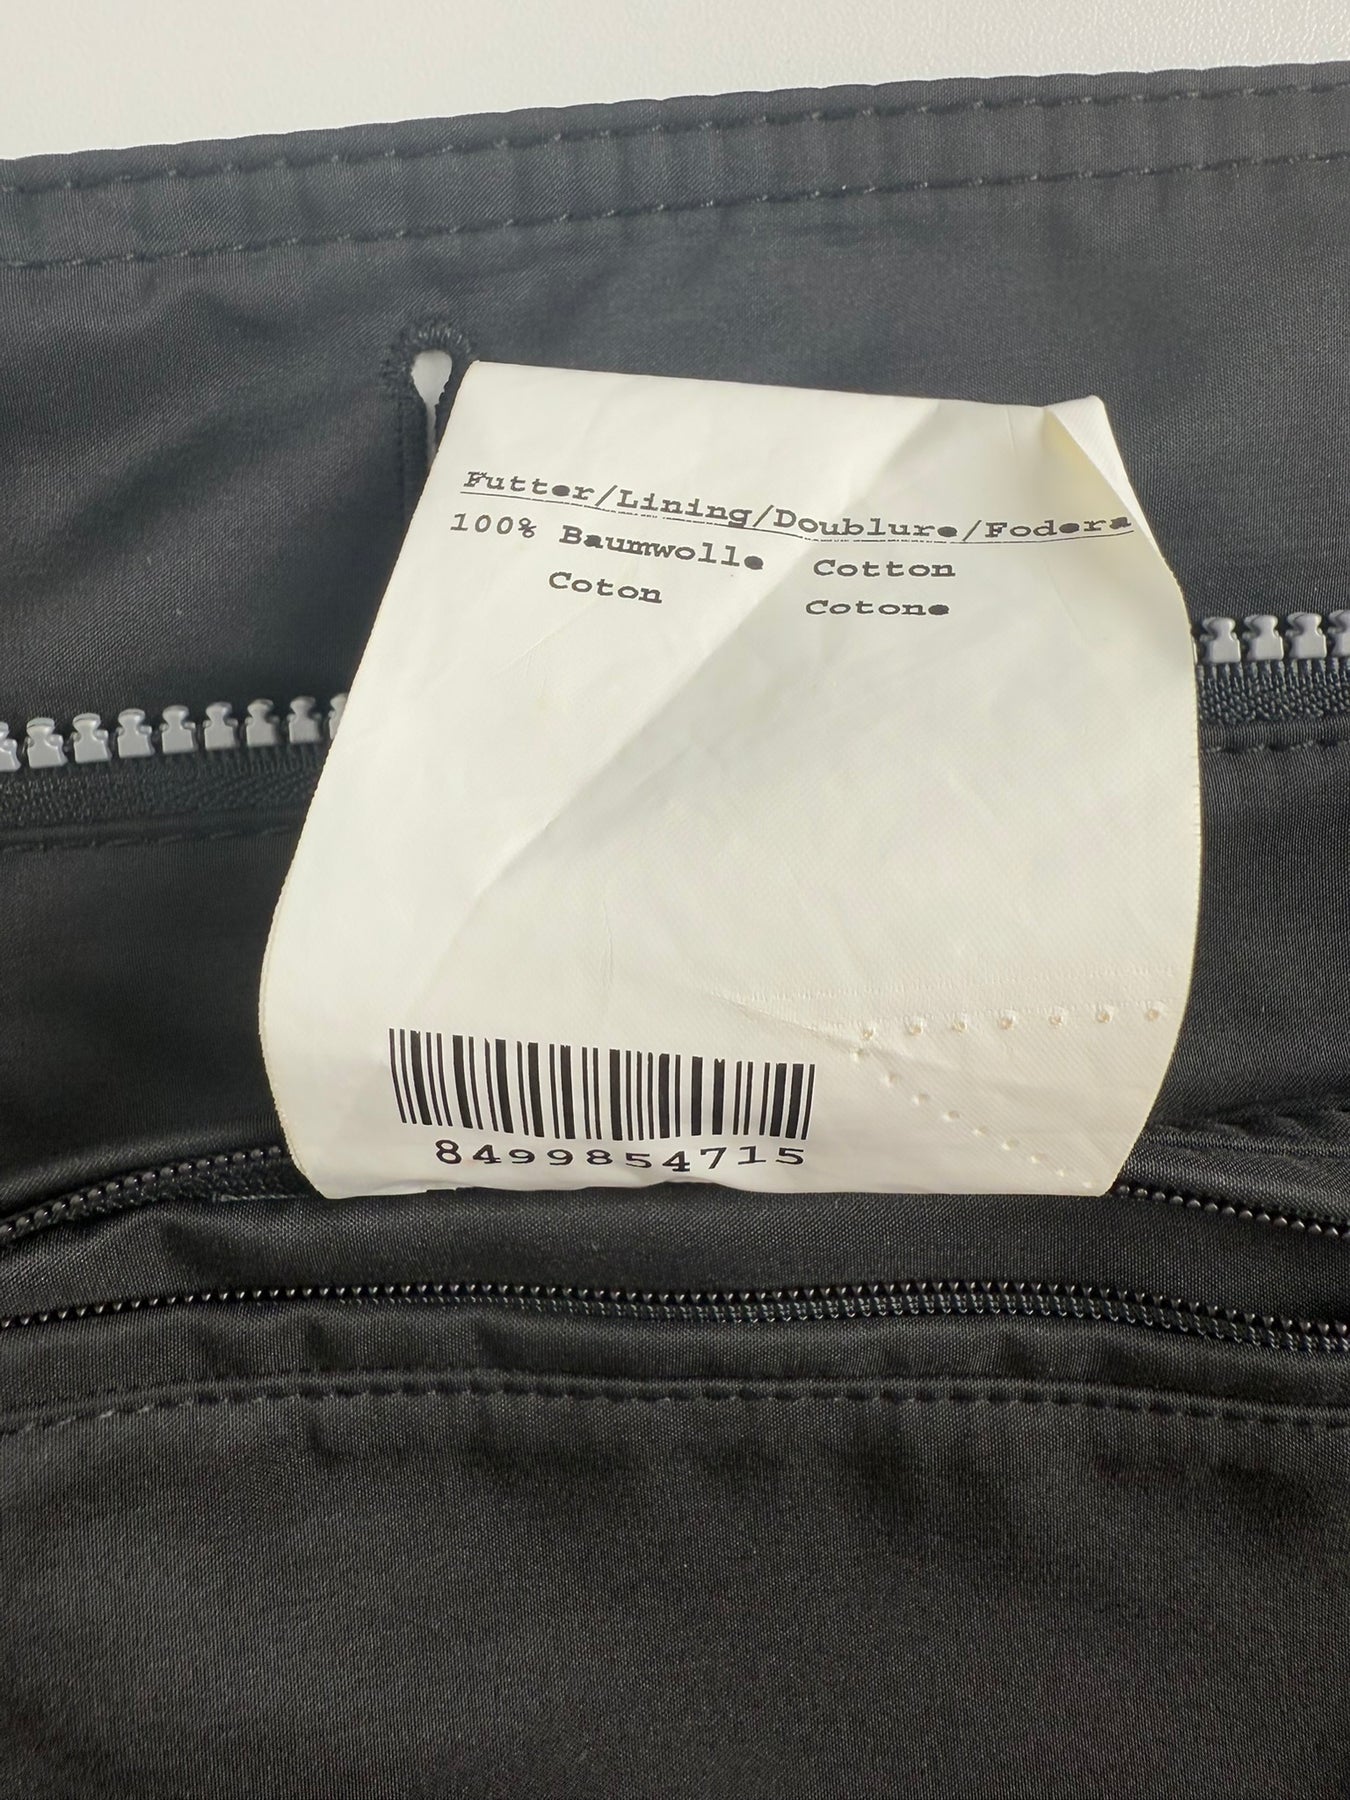 Futter/Lining/Doublure/Fodera
100% Baumwolle Cotton
Coton Cotone
8499854715